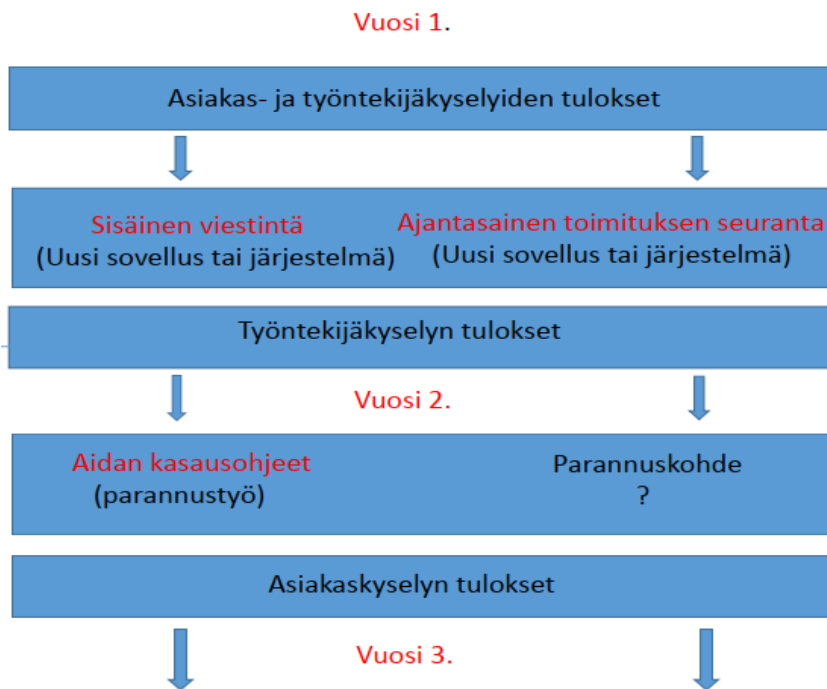 Vuosi 1.
Asiakas- ja työntekijäkyselyiden tulokset
Sisäinen viestintä
(Uusi sovellus tai järjestelmä)
Ajantasainen toimituksen seuranta
(Uusi sovellus tai järjestelmä)
Työntekijäkyselyn tulokset
Vuosi 2.
Aidan kasausohjeet
(parannustyö)
Parannuskohde
?
Asiakaskyselyn tulokset
Vuosi 3.